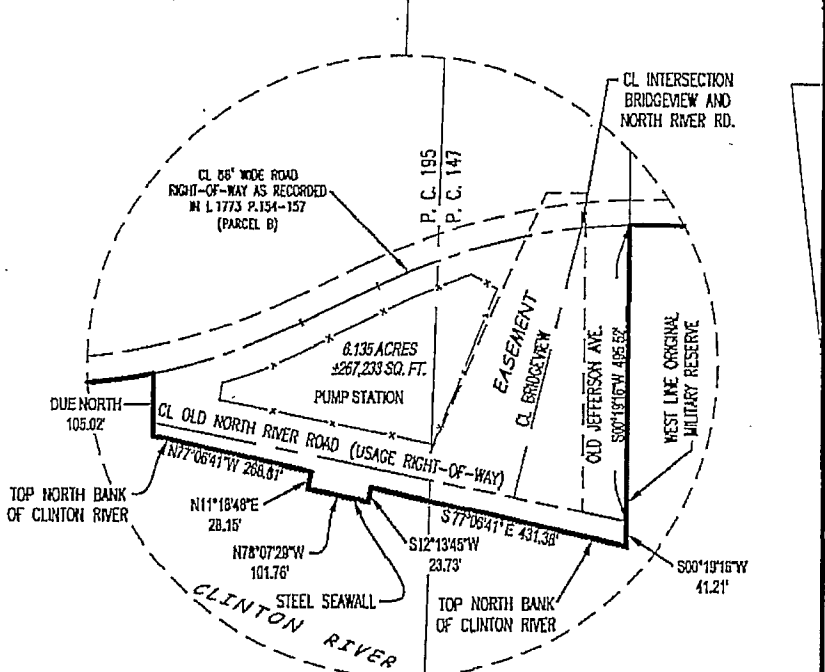 CL INTERSECTION
BRIDGEVIEW AND
NORTH RIVER RD.
P. C. 195
P. C. 147
CL 66' WIDE ROAD
RIGHT-OF-WAY AS RECORDED
IN L 1773 P.154-157
(PARCEL B)
6.135 ACRES
±267,233 SQ. FT.
PUMP STATION
EASEMENT
CL BRIDGEVIEW
OLD JEFFERSON AVE.
S00°19'16"W 495.52'
WEST LINE ORIGINAL
MILITARY RESERVE
DUE NORTH
105.02'
CL OLD NORTH RIVER ROAD (USAGE RIGHT-OF-WAY)
N77°06'41"W 268.61'
TOP NORTH BANK
OF CLINTON RIVER
N11°18'48"E
28.15'
N78°07'29"W
101.76'
S12°13'45"W
23.73'
S77°06'41"E 431.38'
S00°19'16"W
41.21'
STEEL SEAWALL
TOP NORTH BANK
OF CLINTON RIVER
CLINTON RIVER